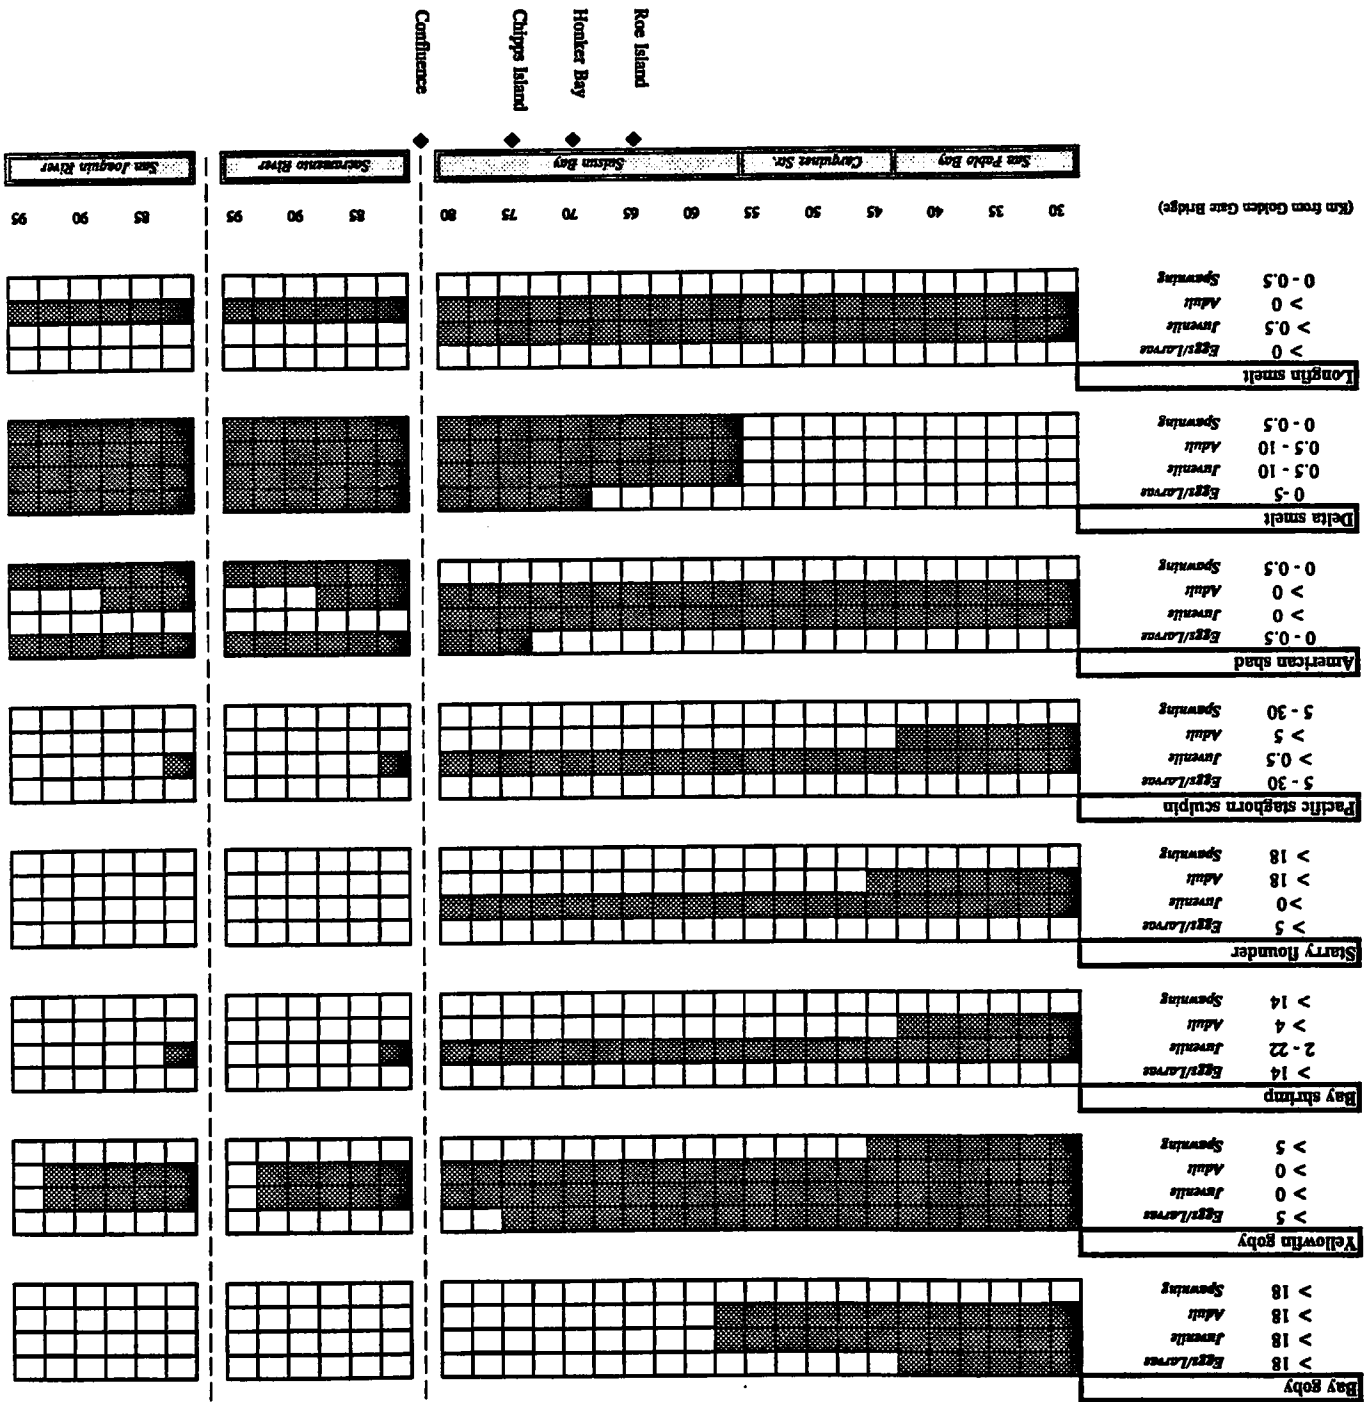 Bay goby
> 18 Eggs/Larvae
> 18 Juvenile
> 18 Adult
> 18 Spawning
Yellowfin goby
> 5 Eggs/Larvae
> 0 Juvenile
> 0 Adult
> 5 Spawning
Bay shrimp
> 14 Eggs/Larvae
2 - 22 Juvenile
> 4 Adult
> 14 Spawning
Starry flounder
> 5 Eggs/Larvae
>0 Juvenile
> 18 Adult
> 18 Spawning
Pacific staghorn sculpin
5 - 30 Eggs/Larvae
> 0.5 Juvenile
> 5 Adult
5 - 30 Spawning
American shad
0 - 0.5 Eggs/Larvae
> 0 Juvenile
> 0 Adult
0 - 0.5 Spawning
Delta smelt
0 -5 Eggs/Larvae
0.5 - 10 Juvenile
0.5 - 10 Adult
0 - 0.5 Spawning
Longfin smelt
> 0 Eggs/Larvae
> 0.5 Juvenile
> 0 Adult
0 - 0.5 Spawning
(Km from Golden Gate Bridge) 30 35 40 45 50 55 60 65 70 75 80 85 90 95 85 90 95
San Pablo Bay Carquinez Str. Suisun Bay Sacramento River San Joaquin River
Roe Island
Honker Bay
Chipps Island
Confluence